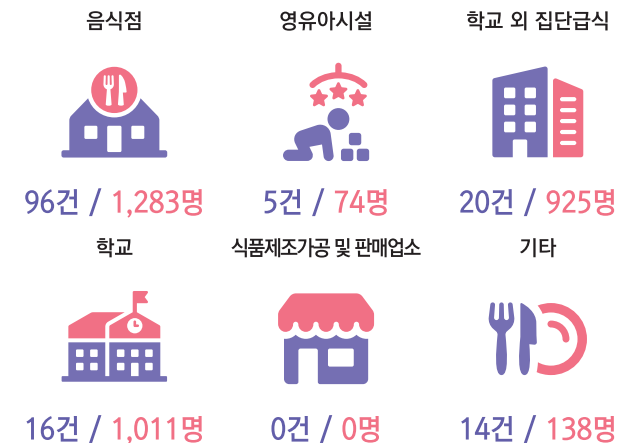 음식점 영유아시설 학교 외 집단급식
96건 / 1,283명 5건 / 74명 20건 / 925명
학교 식품제조가공 및 판매업소 기타
16건 / 1,011명 0건 / 0명 14건 / 138명